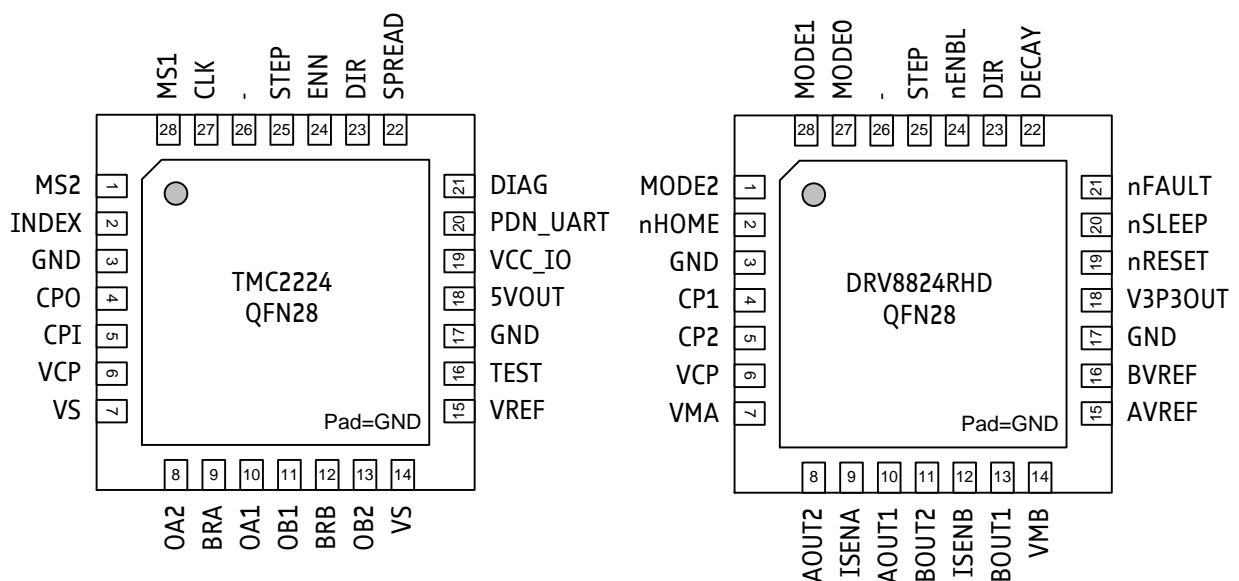 MS1
CLK
-
STEP
ENN
DIR
SPREAD
28
27
26
25
24
23
22
MS2
INDEX
GND
CPO
CPI
VCP
VS
1
2
3
4
5
6
7
TMC2224
QFN28
Pad=GND
21
20
19
18
17
16
15
DIAG
PDN_UART
VCC_IO
5VOUT
GND
TEST
VREF
8
9
10
11
12
13
14
OA2
BRA
OA1
OB1
BRB
OB2
VS
MODE1
MODE0
-
STEP
nENBL
DIR
DECAY
28
27
26
25
24
23
22
MODE2
nHOME
GND
CP1
CP2
VCP
VMA
1
2
3
4
5
6
7
DRV8824RHD
QFN28
Pad=GND
21
20
19
18
17
16
15
nFAULT
nSLEEP
nRESET
V3P3OUT
GND
BVREF
AVREF
8
9
10
11
12
13
14
AOUT2
ISENA
AOUT1
BOUT2
ISENB
BOUT1
VMB